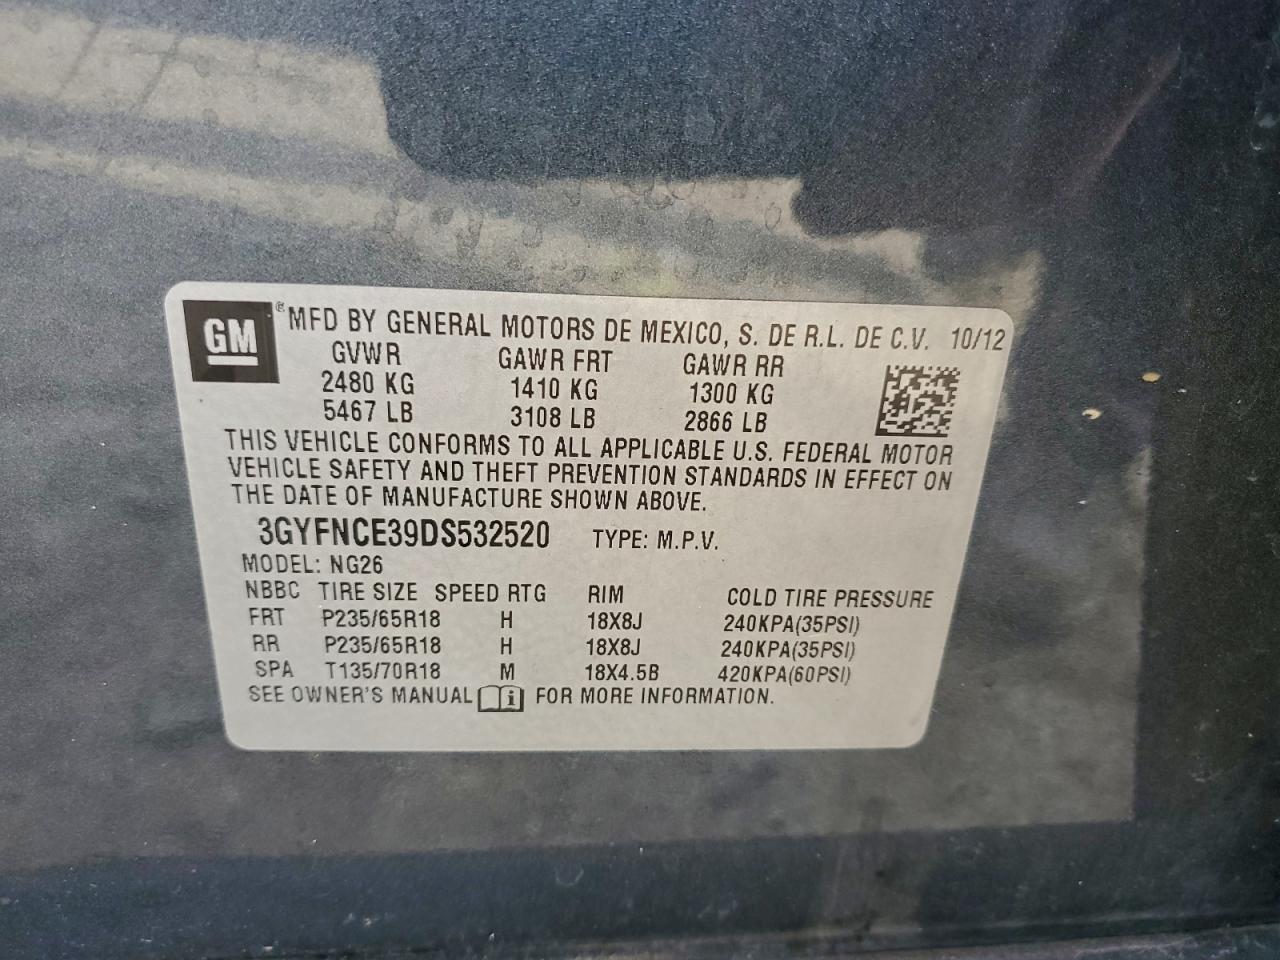 GM ® MFD BY GENERAL MOTORS DE MEXICO, S. DE R.L. DE C.V. 10/12
GVWR GAWR FRT GAWR RR
2480 KG 1410 KG 1300 KG
5467 LB 3108 LB 2866 LB
THIS VEHICLE CONFORMS TO ALL APPLICABLE U.S. FEDERAL MOTOR
VEHICLE SAFETY AND THEFT PREVENTION STANDARDS IN EFFECT ON
THE DATE OF MANUFACTURE SHOWN ABOVE.
3GYFNCE39DS532520 TYPE: M.P.V.
MODEL: NG26
NBBC TIRE SIZE SPEED RTG RIM COLD TIRE PRESSURE
FRT P235/65R18 H 18X8J 240KPA(35PSI)
RR P235/65R18 H 18X8J 240KPA(35PSI)
SPA T135/70R18 M 18X4.5B 420KPA(60PSI)
SEE OWNER'S MANUAL i FOR MORE INFORMATION.